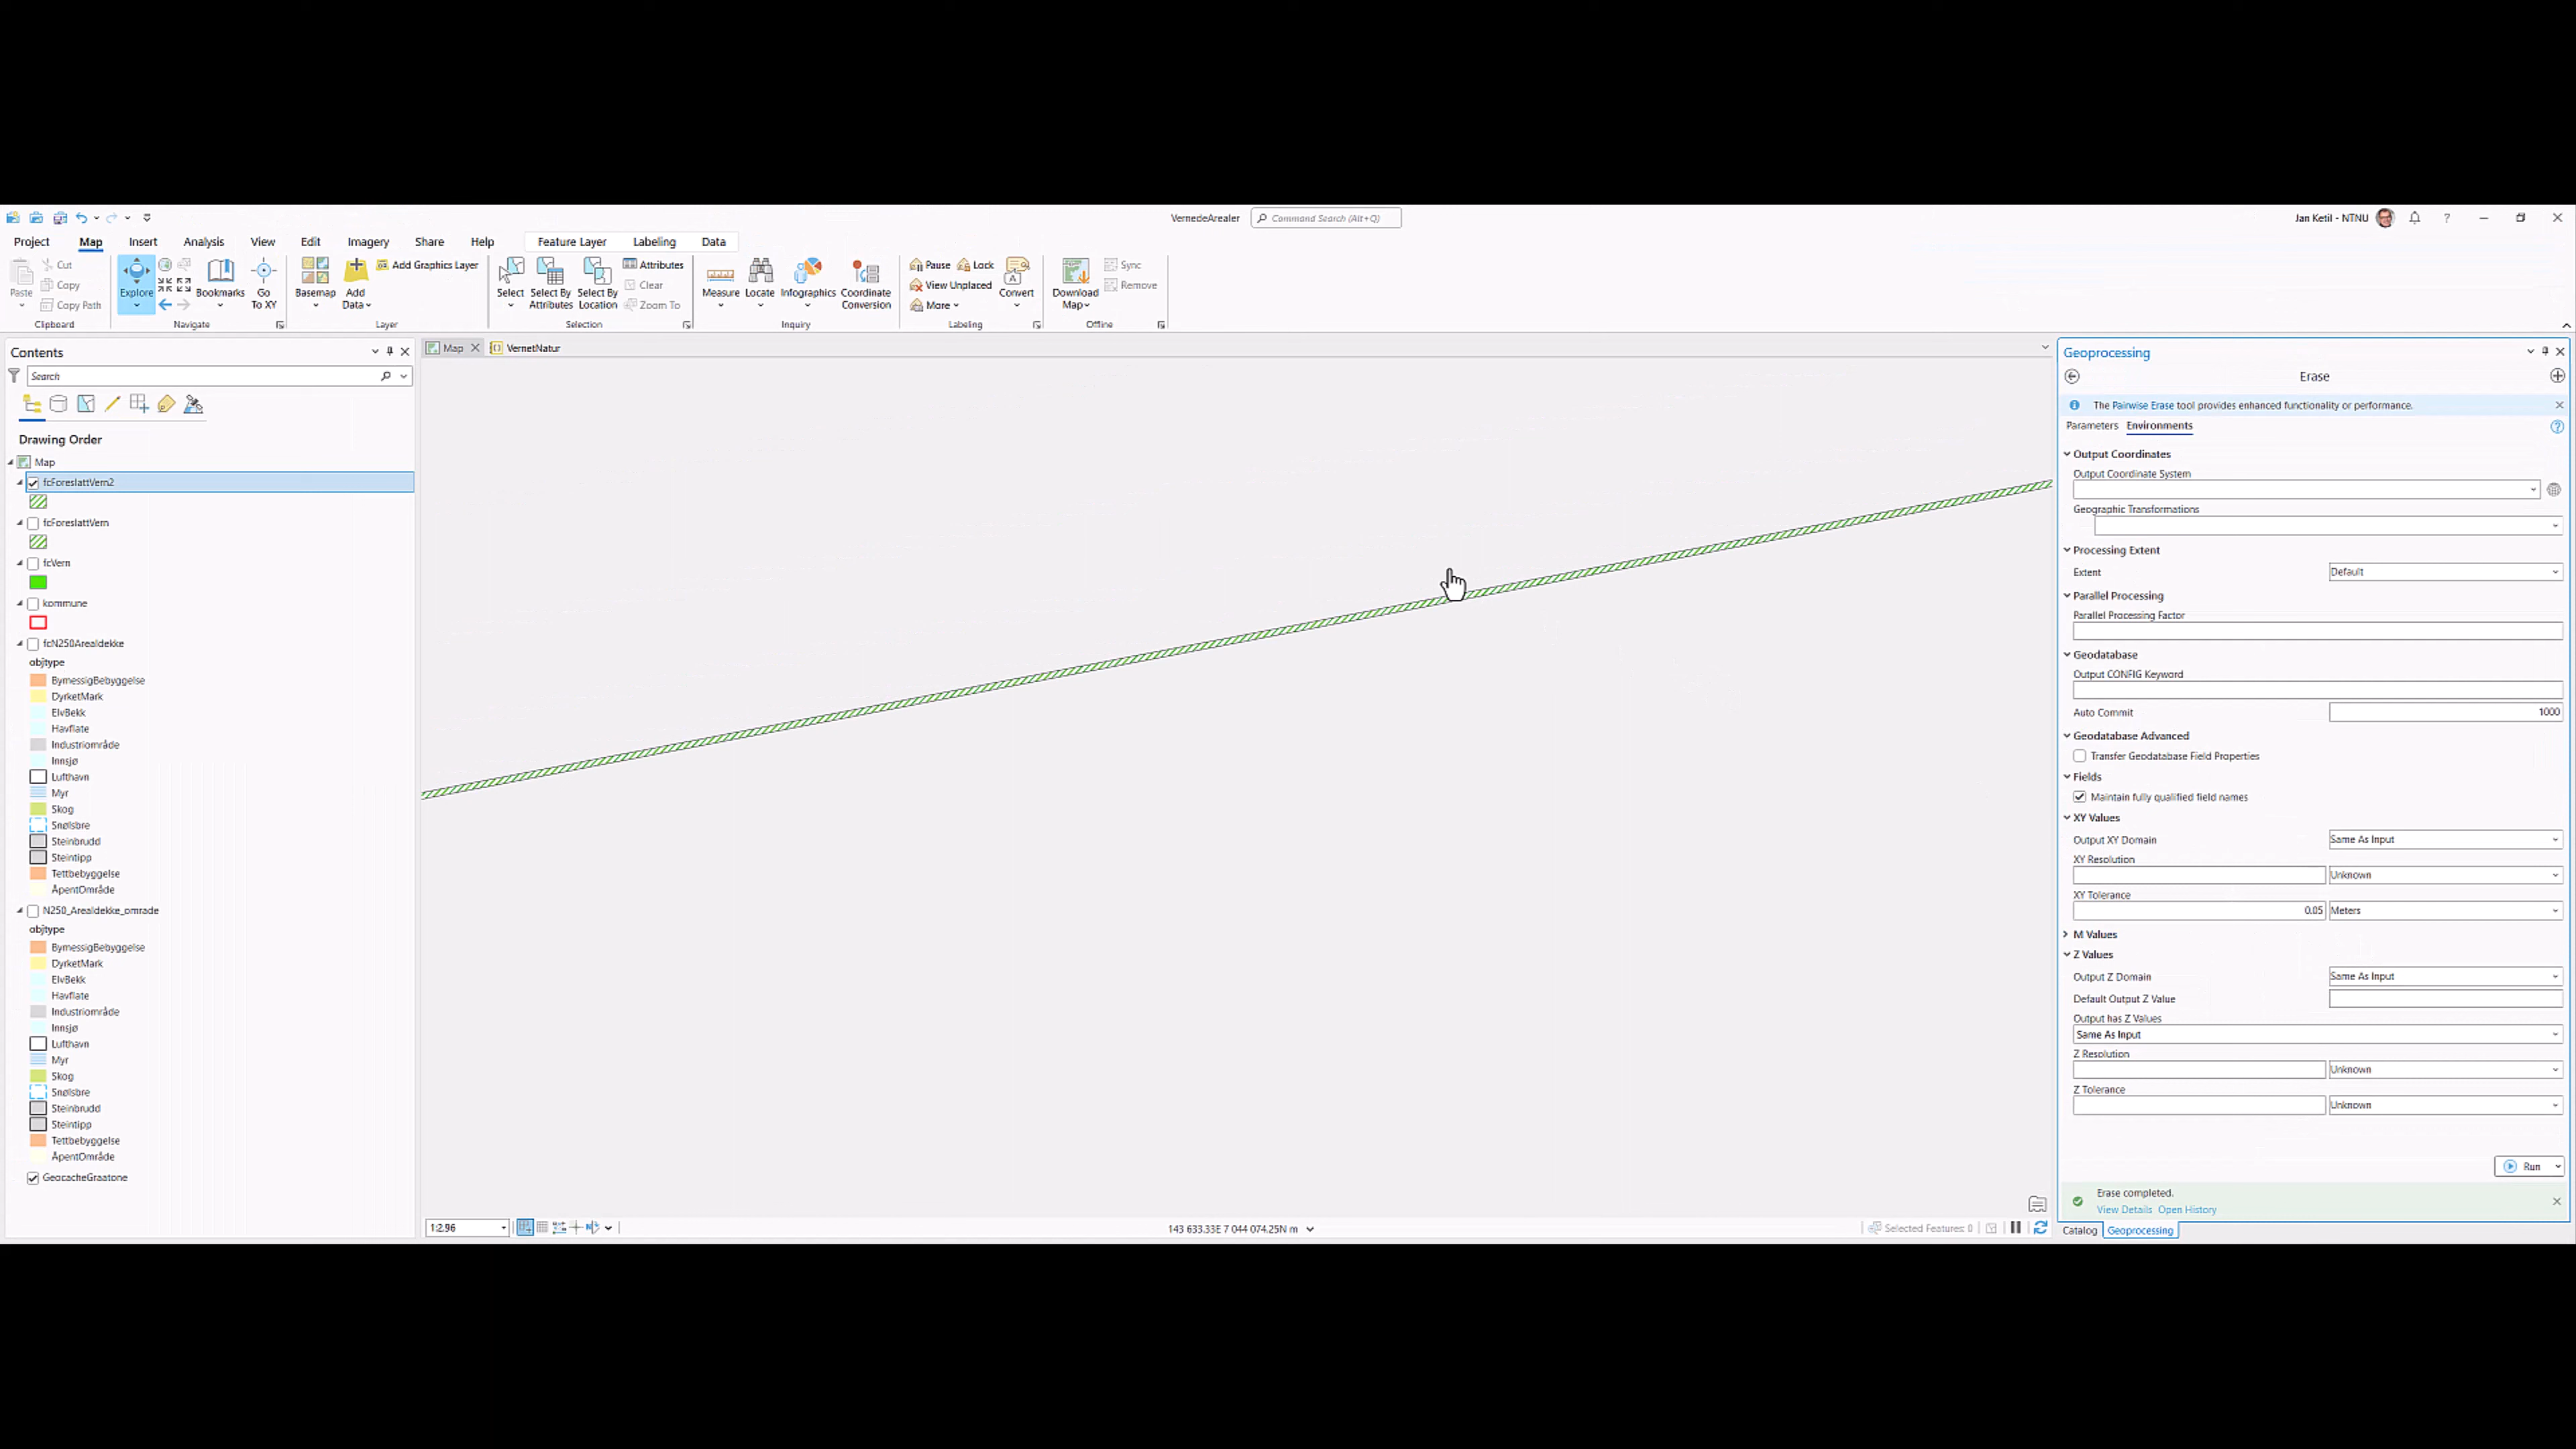 VernedeArealer
Command Search (Alt+Q)
Jan Ketil - NTNU
?
Project Map Insert Analysis View Edit Imagery Share Help Feature Layer Labeling Data
Paste
Cut
Copy
Copy Path
Clipboard
Explore
Bookmarks
Go To XY
Navigate
Basemap
Add Data
Add Graphics Layer
Layer
Select
Select By Attributes
Select By Location
Attributes
Clear
Zoom To
Selection
Measure
Locate
Infographics
Coordinate Conversion
Inquiry
Pause
Lock
View Unplaced
More
Convert
Labeling
Download Map
Sync
Remove
Offline
Contents
Search
Drawing Order
Map
fcForeslattVern2
fcForeslattVern
fcVern
kommune
fcN250Arealdekke
objtype
BymessigBebyggelse
DyrketMark
ElvBekk
Havflate
Industriområde
Innsjø
Lufthavn
Myr
Skog
SnøIsbre
Steinbrudd
Steintipp
Tettbebyggelse
ÅpentOmråde
N250_Arealdekke_omrade
objtype
BymessigBebyggelse
DyrketMark
ElvBekk
Havflate
Industriområde
Innsjø
Lufthavn
Myr
Skog
SnøIsbre
Steinbrudd
Steintipp
Tettbebyggelse
ÅpentOmråde
GeocacheGraatone
Map
VernetNatur
1:2.96
143 633.33E 7 044 074.25N m
Selected Features: 0
Geoprocessing
Erase
The Pairwise Erase tool provides enhanced functionality or performance.
Parameters Environments
?
Output Coordinates
Output Coordinate System
Geographic Transformations
Processing Extent
Extent Default
Parallel Processing
Parallel Processing Factor
Geodatabase
Output CONFIG Keyword
Auto Commit 1000
Geodatabase Advanced
Transfer Geodatabase Field Properties
Fields
Maintain fully qualified field names
XY Values
Output XY Domain Same As Input
XY Resolution
Unknown
XY Tolerance
0.05 Meters
M Values
Z Values
Output Z Domain Same As Input
Default Output Z Value
Output has Z Values
Same As Input
Z Resolution
Unknown
Z Tolerance
Unknown
Run
Erase completed.
View Details Open History
Catalog Geoprocessing